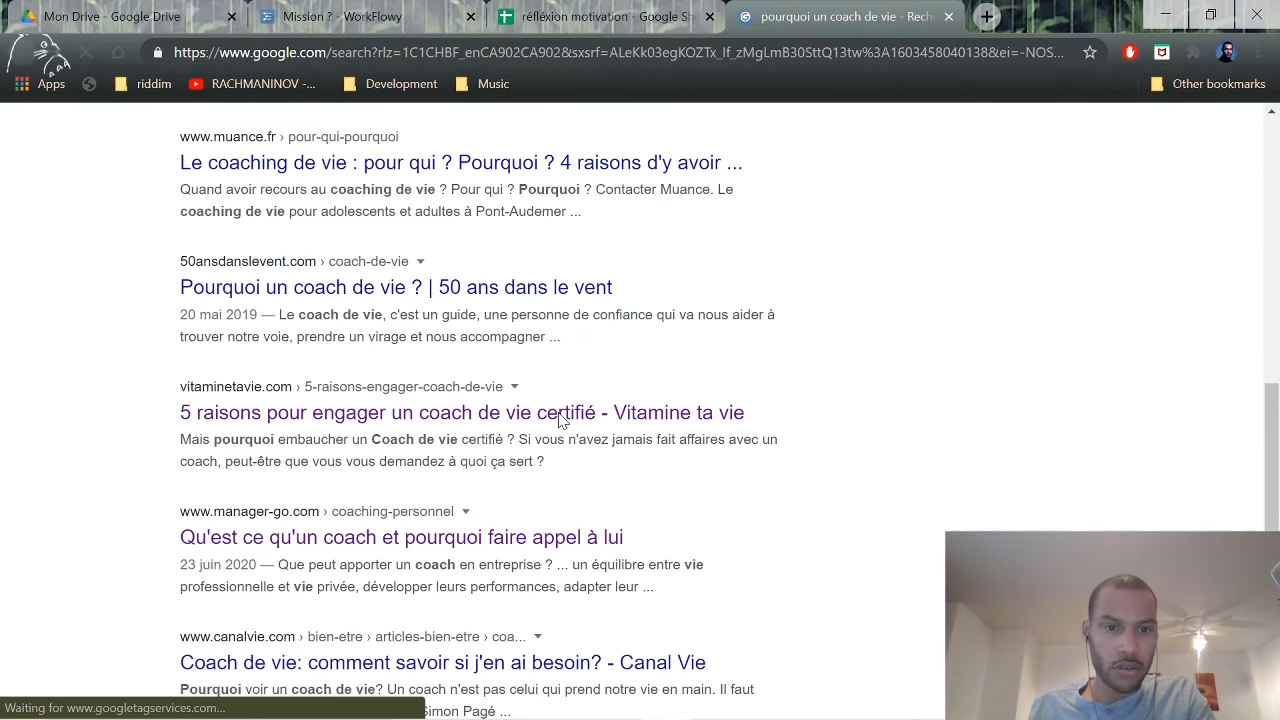 Mon Drive - Google Drive
Mission ? - WorkFlowy
réfléxion motivation - Google Sh
pourquoi un coach de vie - Rech
https://www.google.com/search?rlz=1C1CHBF_enCA902CA902&sxsrf=ALeKk03egKOZTx_If_zMgLmB30SttQ13tw%3A1603458040138&ei=-NOS...
Apps
riddim
RACHMANINOV -...
Development
Music
Other bookmarks
www.muance.fr › pour-qui-pourquoi
Le coaching de vie : pour qui ? Pourquoi ? 4 raisons d'y avoir ...
Quand avoir recours au coaching de vie ? Pour qui ? Pourquoi ? Contacter Muance. Le
coaching de vie pour adolescents et adultes à Pont-Audemer ...
50ansdanslevent.com › coach-de-vie
Pourquoi un coach de vie ? | 50 ans dans le vent
20 mai 2019 — Le coach de vie, c'est un guide, une personne de confiance qui va nous aider à
trouver notre voie, prendre un virage et nous accompagner ...
vitaminetavie.com › 5-raisons-engager-coach-de-vie
5 raisons pour engager un coach de vie certifié - Vitamine ta vie
Mais pourquoi embaucher un Coach de vie certifié ? Si vous n'avez jamais fait affaires avec un
coach, peut-être que vous vous demandez à quoi ça sert ?
www.manager-go.com › coaching-personnel
Qu'est ce qu'un coach et pourquoi faire appel à lui
23 juin 2020 — Que peut apporter un coach en entreprise ? ... un équilibre entre vie
professionnelle et vie privée, développer leurs performances, adapter leur ...
www.canalvie.com › bien-etre › articles-bien-etre › coa...
Coach de vie: comment savoir si j'en ai besoin? - Canal Vie
Pourquoi voir un coach de vie? Un coach n'est pas celui qui prend notre vie en main. Il faut
Simon Pagé ...
Waiting for www.googletagservices.com...